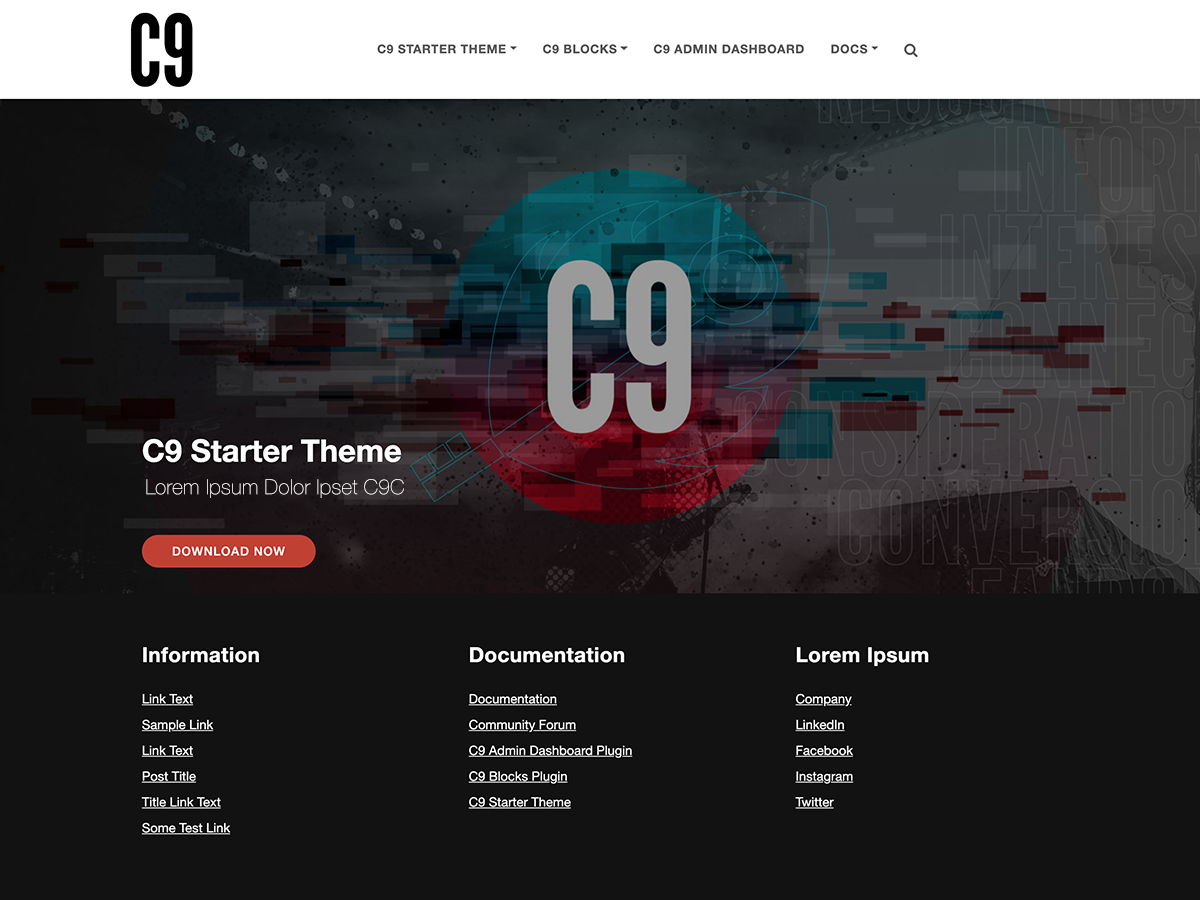 C9
C9 STARTER THEME
C9 BLOCKS
C9 ADMIN DASHBOARD
DOCS
INFOR
INTERES
CONNEC
CONSIDERATIO
CONVERSIO
C9
C9 Starter Theme
Lorem Ipsum Dolor Ipset C9C
DOWNLOAD NOW
Information
Link Text
Sample Link
Link Text
Post Title
Title Link Text
Some Test Link
Documentation
Documentation
Community Forum
C9 Admin Dashboard Plugin
C9 Blocks Plugin
C9 Starter Theme
Lorem Ipsum
Company
LinkedIn
Facebook
Instagram
Twitter